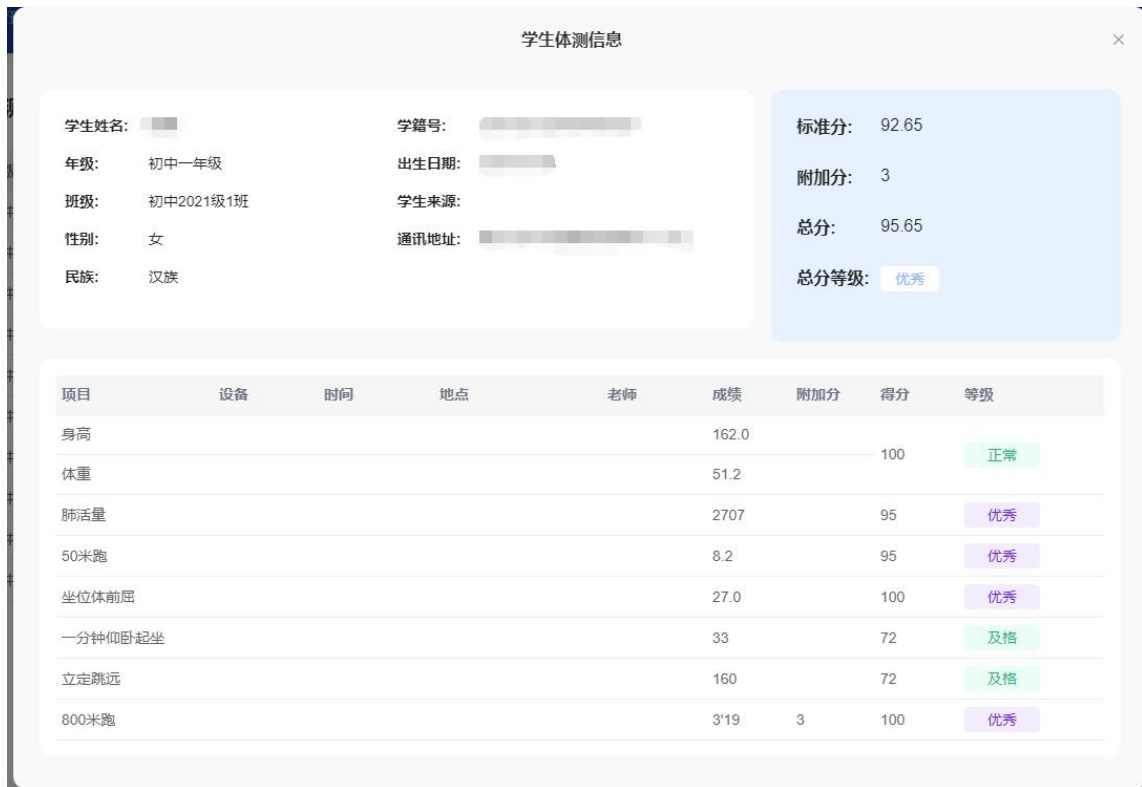 学生体测信息
学生姓名:
学籍号:
年级: 初中一年级
出生日期:
班级: 初中2021级1班
学生来源:
性别: 女
通讯地址:
民族: 汉族
标准分: 92.65
附加分: 3
总分: 95.65
总分等级: 优秀
项目 设备 时间 地点 老师 成绩 附加分 得分 等级
身高 162.0
100 正常
体重 51.2
肺活量 2707 95 优秀
50米跑 8.2 95 优秀
坐位体前屈 27.0 100 优秀
一分钟仰卧起坐 33 72 及格
立定跳远 160 72 及格
800米跑 3'19 3 100 优秀